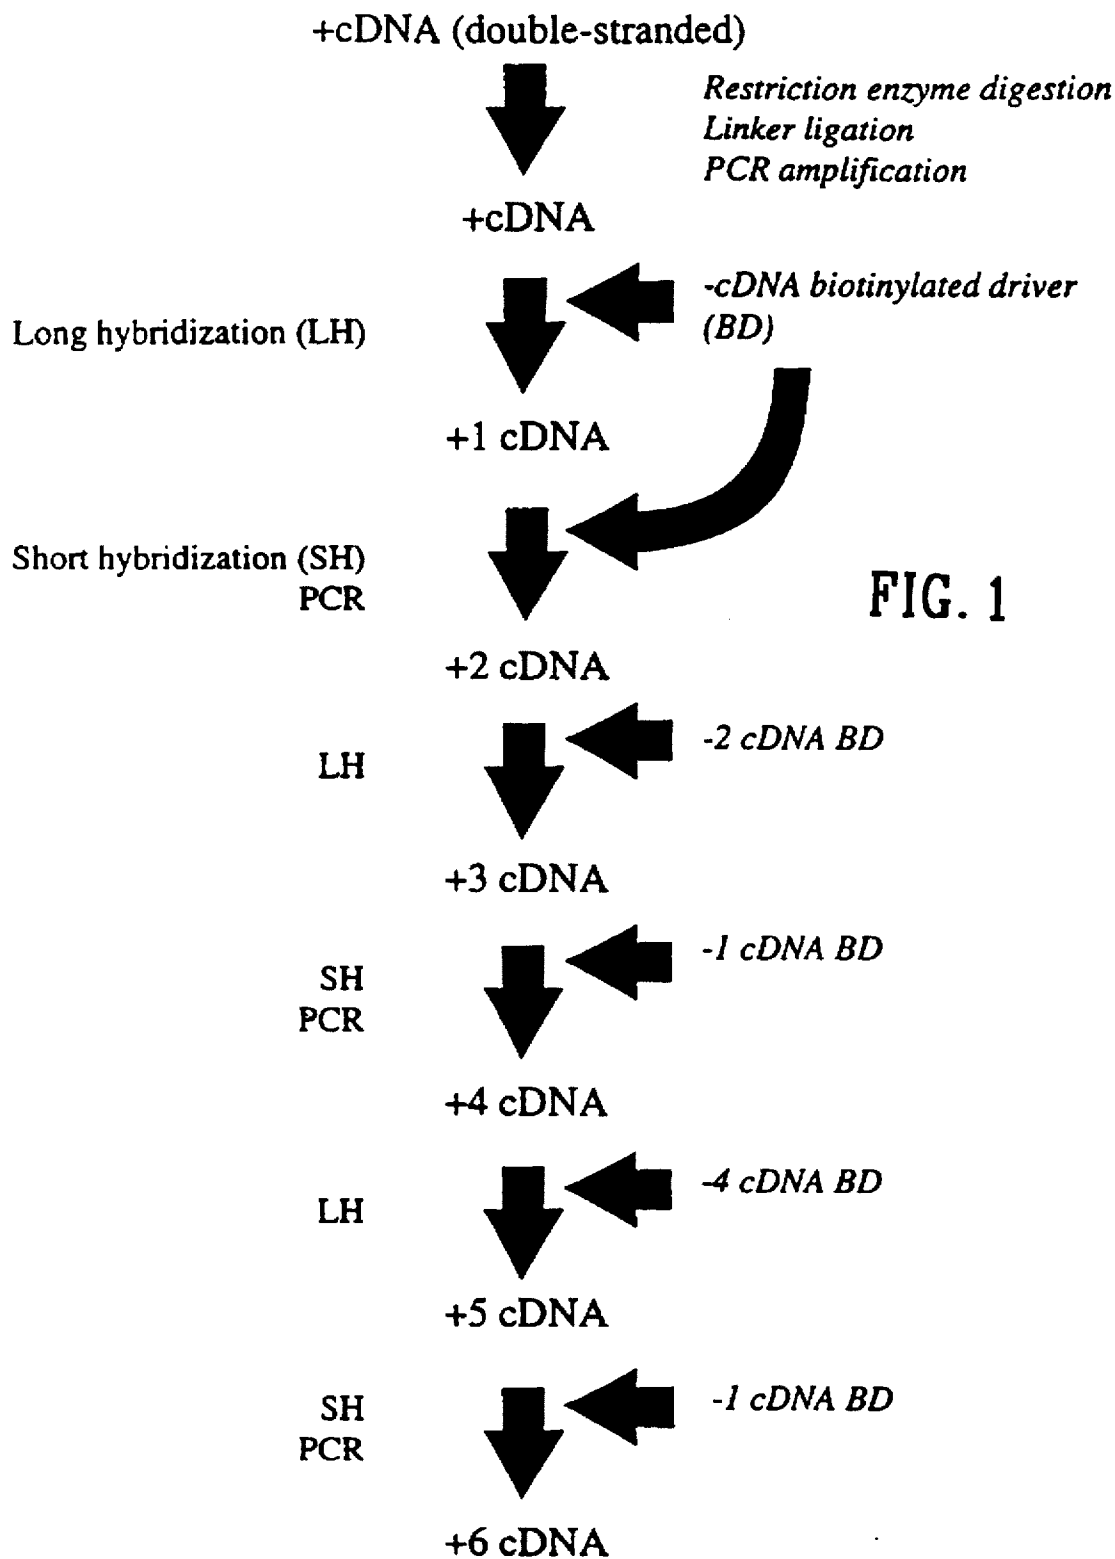 +cDNA (double-stranded)
Restriction enzyme digestion
Linker ligation
PCR amplification
+cDNA
-cDNA biotinylated driver
(BD)
Long hybridization (LH)
+1 cDNA
Short hybridization (SH)
PCR
FIG. 1
+2 cDNA
-2 cDNA BD
LH
+3 cDNA
-1 cDNA BD
SH
PCR
+4 cDNA
-4 cDNA BD
LH
+5 cDNA
-1 cDNA BD
SH
PCR
+6 cDNA